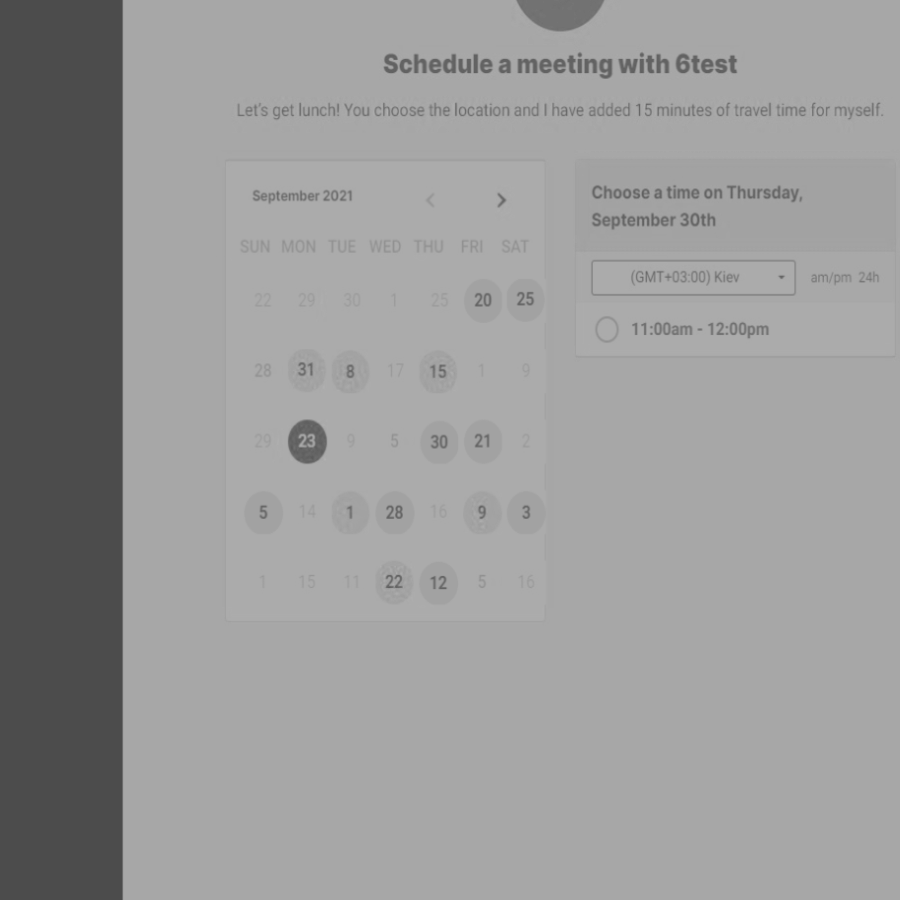 Schedule a meeting with 6test
Let's get lunch! You choose the location and I have added 15 minutes of travel time for myself.
September 2021
SUN MON TUE WED THU FRI SAT
22 29 30 1 25 20 25
28 31 8 17 15 1 9
29 23 9 5 30 21 2
5 14 1 28 16 9 3
1 15 11 22 12 5 16
Choose a time on Thursday,
September 30th
(GMT+03:00) Kiev am/pm 24h
11:00am - 12:00pm